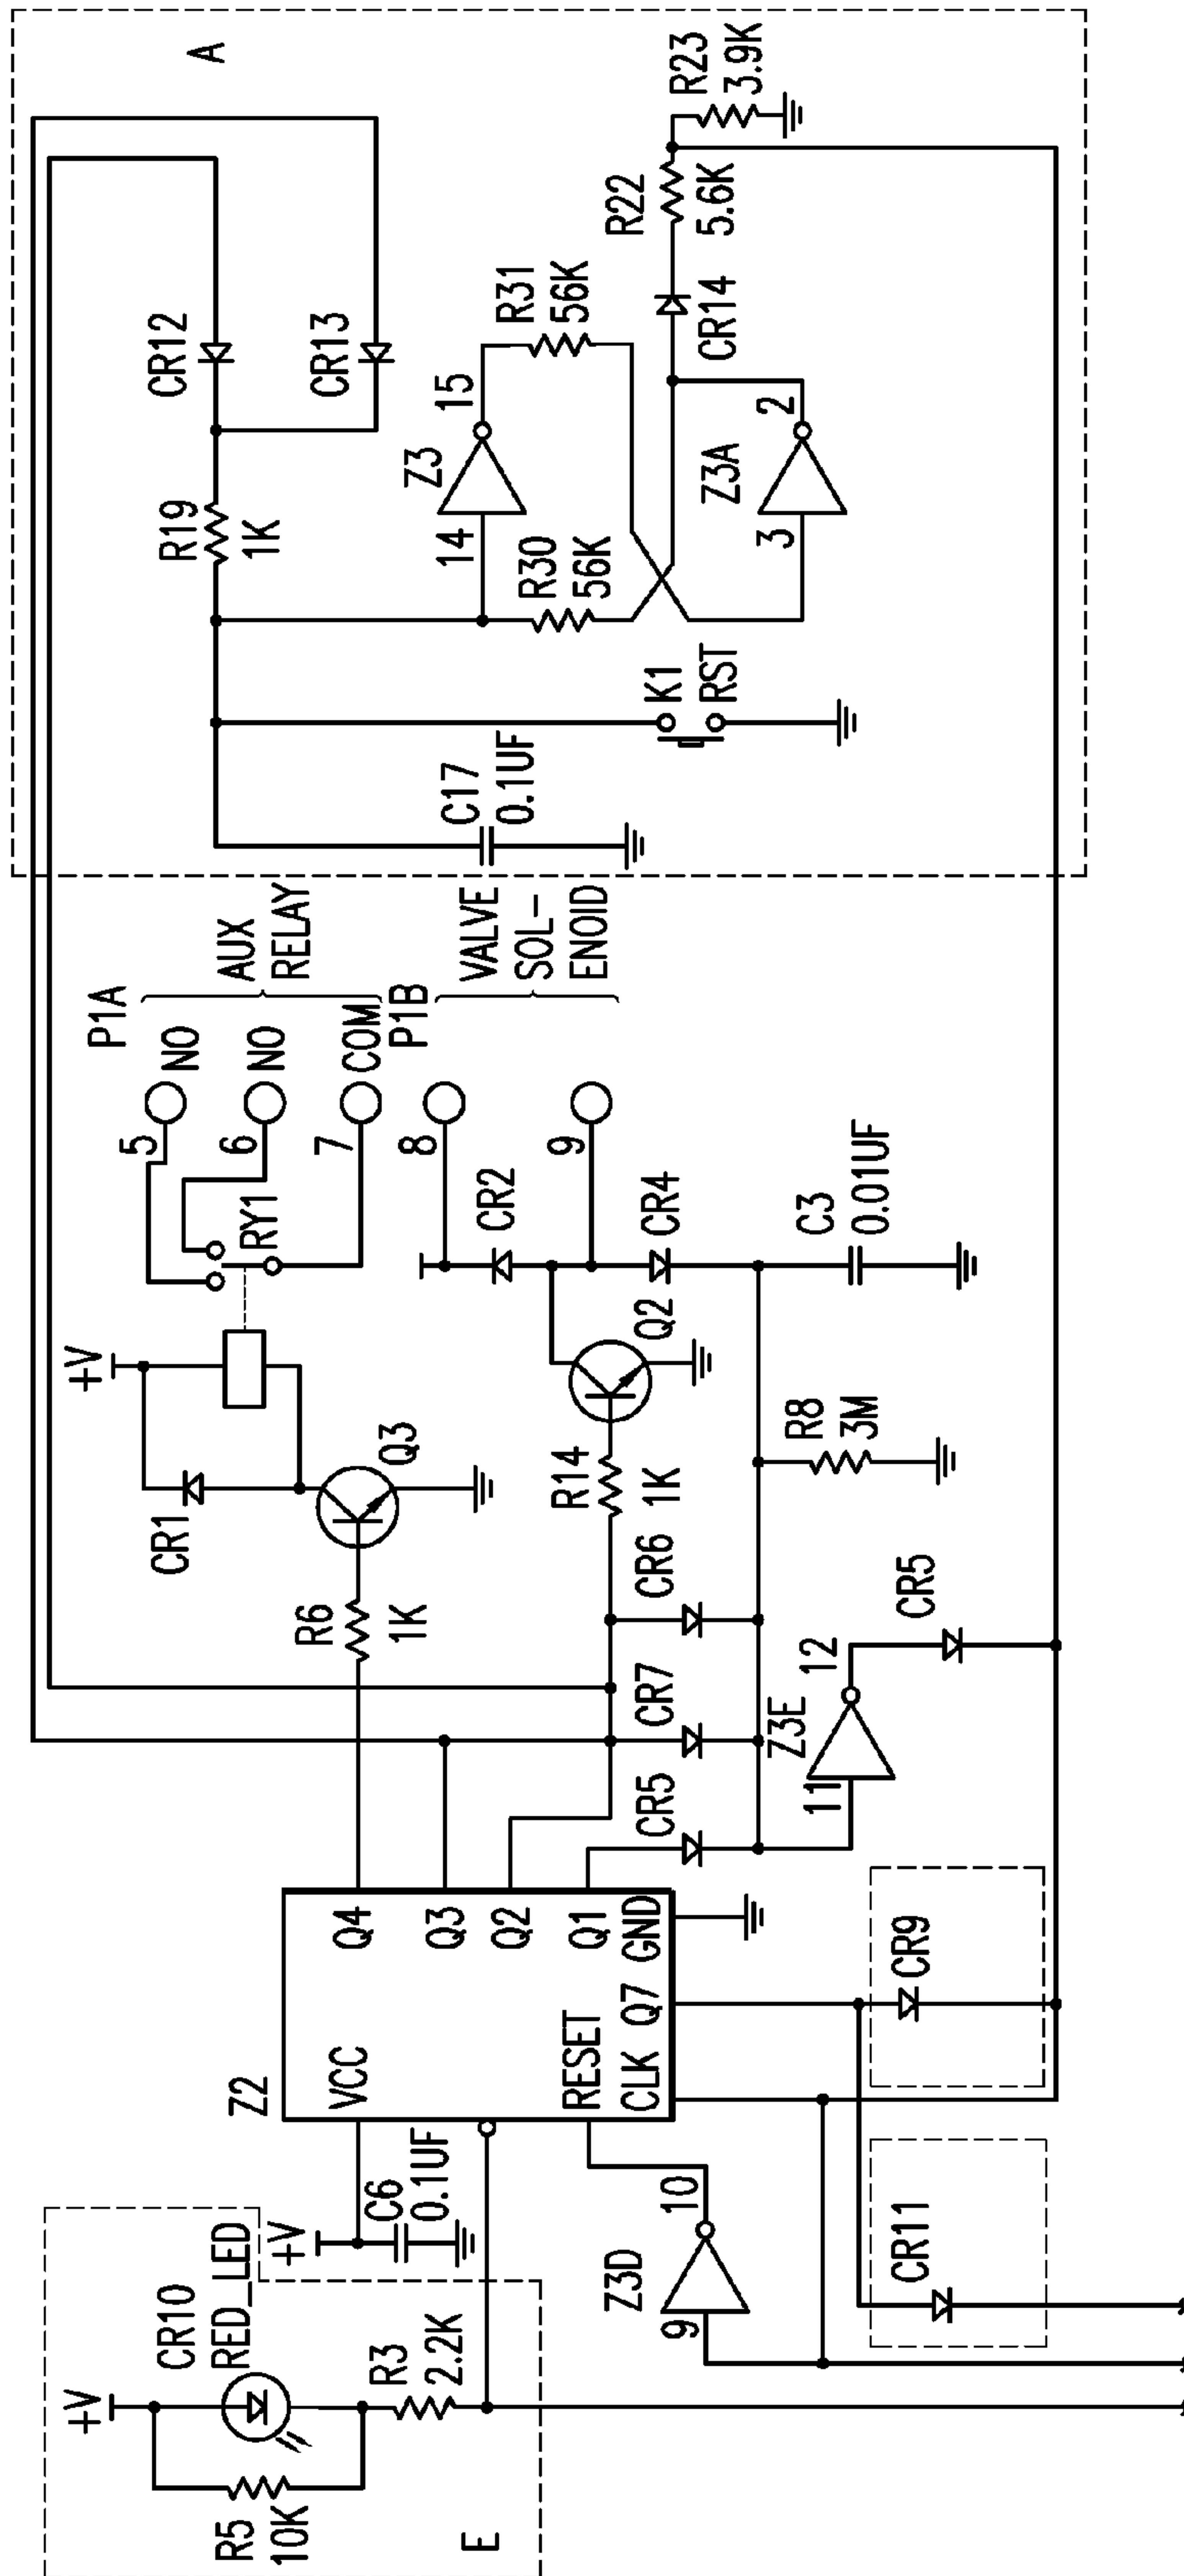 A
R23
3.9K
R22
5.6K
CR12
CR13
R31
56K
CR14
15
2
Z3
Z3A
R19
1K
14
3
R30
56K
K1
RST
C17
0.1UF
AUX
RELAY
VALVE
SOL-
ENOID
P1A
NO
NO
COM
P1B
5
6
7
8
9
RY1
CR2
CR4
C3
0.01UF
+V
Q3
Q2
CR1
R14
1K
R8
3M
R6
1K
CR6
CR7
CR5
Z3E
12
11
CR5
Z2
VCC
Q4
Q3
Q2
Q1
GND
Q7
RESET
CLK
CR9
+V
C6
0.1UF
10
Z3D
9
CR11
CR10
RED_LED
+V
R3
2.2K
R5
10K
E